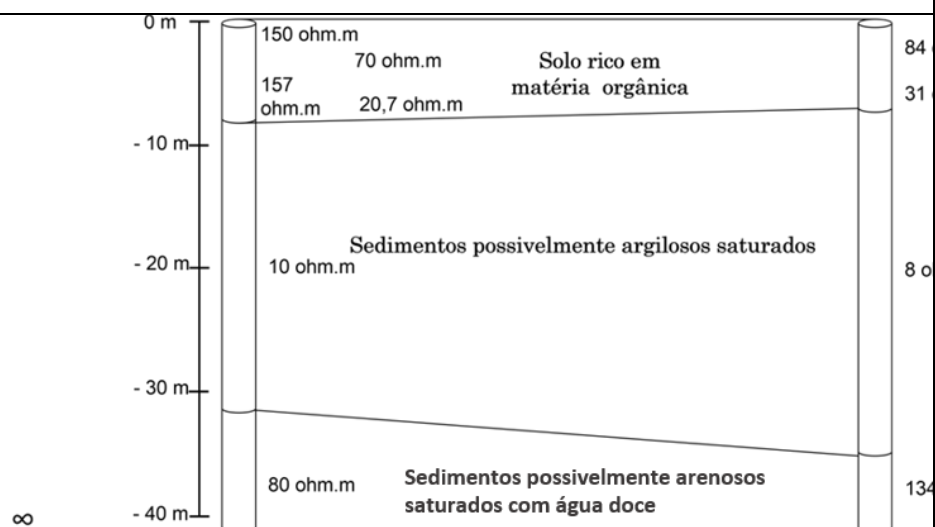 0 m
150 ohm.m
84
70 ohm.m
Solo rico em
matéria orgânica
157
ohm.m
20,7 ohm.m
31
- 10 m
Sedimentos possivelmente argilosos saturados
- 20 m
10 ohm.m
8 o
- 30 m
80 ohm.m
Sedimentos possivelmente arenosos
saturados com água doce
134
- 40 m
∞